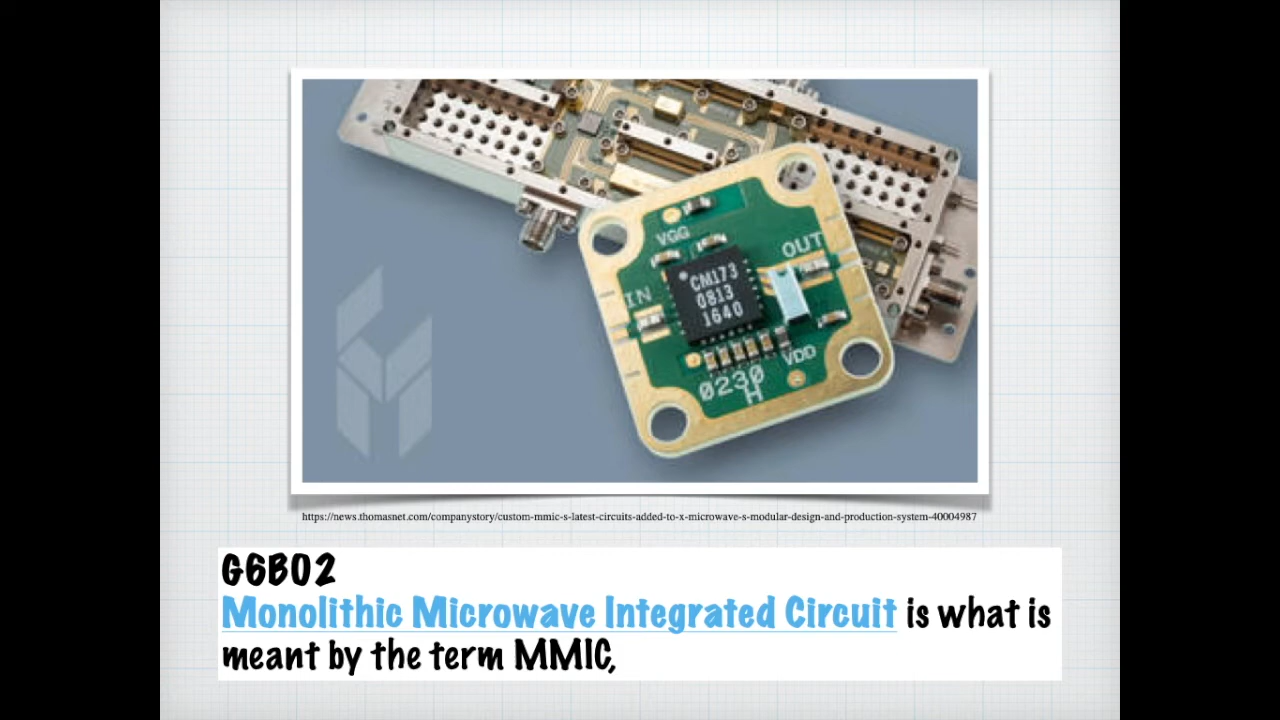 VGG
OUT
IN
CM173
0813
1640
VDD
0230
H
https://news.thomasnet.com/companystory/custom-mmic-s-latest-circuits-added-to-x-microwave-s-modular-design-and-production-system-40004987
G6B02
Monolithic Microwave Integrated Circuit is what is
meant by the term MMIC,